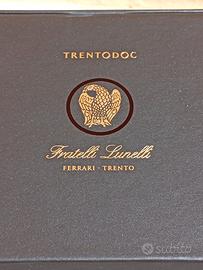 TRENTODOC
Fratelli Lunelli
FERRARI - TRENTO
subito